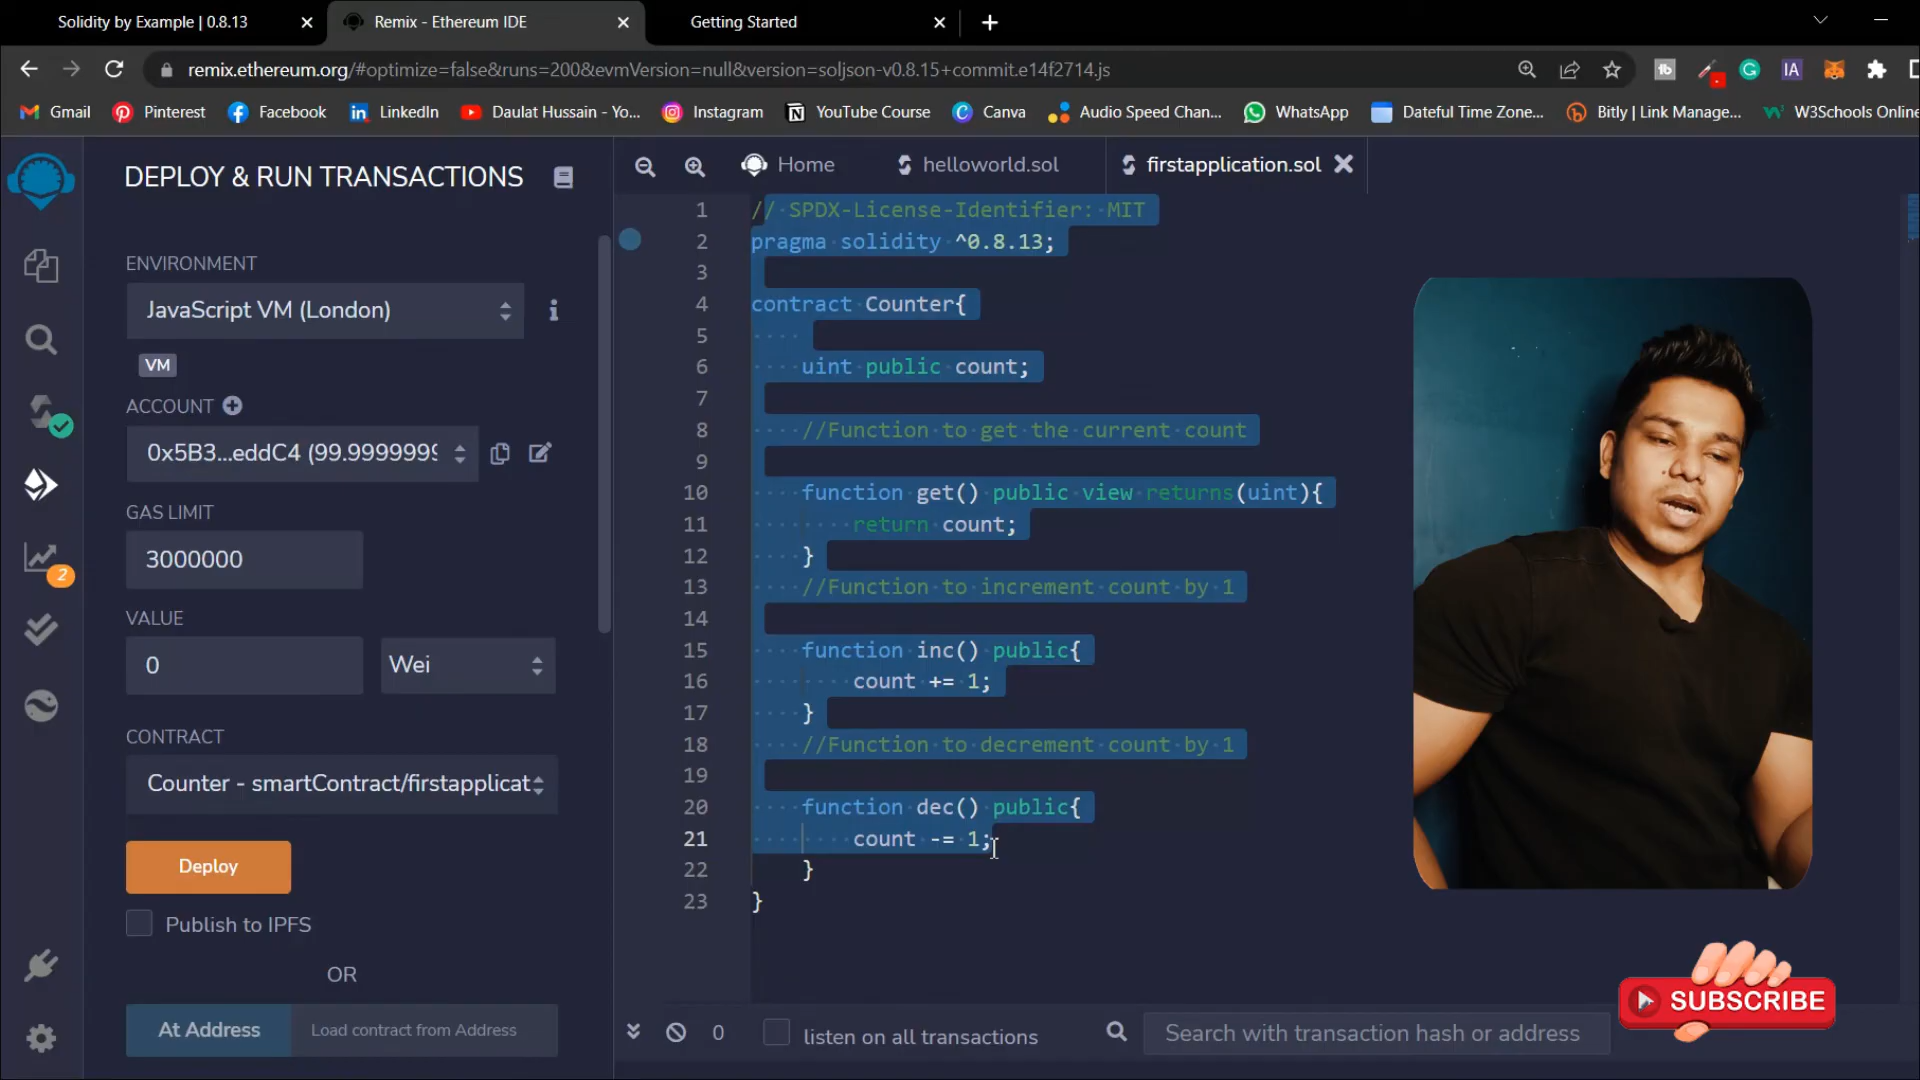 Solidity by Example | 0.8.13
Remix - Ethereum IDE
Getting Started
remix.ethereum.org/#optimize=false&runs=200&evmVersion=null&version=soljson-v0.8.15+commit.e14f2714.js
Gmail
Pinterest
Facebook
LinkedIn
Daulat Hussain - Yo...
Instagram
YouTube Course
Canva
Audio Speed Chan...
WhatsApp
Dateful Time Zone...
Bitly | Link Manage...
W3Schools Online
DEPLOY & RUN TRANSACTIONS
ENVIRONMENT
JavaScript VM (London)
VM
ACCOUNT
0x5B3...eddC4 (99.9999999
GAS LIMIT
3000000
VALUE
0
Wei
CONTRACT
Counter - smartContract/firstapplicat
Deploy
Publish to IPFS
OR
At Address
Load contract from Address
2
Home
helloworld.sol
firstapplication.sol
1 // SPDX-License-Identifier: MIT
2 pragma solidity ^0.8.13;
3
4 contract Counter{
5
6 uint public count;
7
8 //Function to get the current count
9
10 function get() public view returns(uint){
11 return count;
12 }
13 //Function to increment count by 1
14
15 function inc() public{
16 count += 1;
17 }
18 //Function to decrement count by 1
19
20 function dec() public{
21 count -= 1;
22 }
23 }
0
listen on all transactions
Search with transaction hash or address
SUBSCRIBE
IA